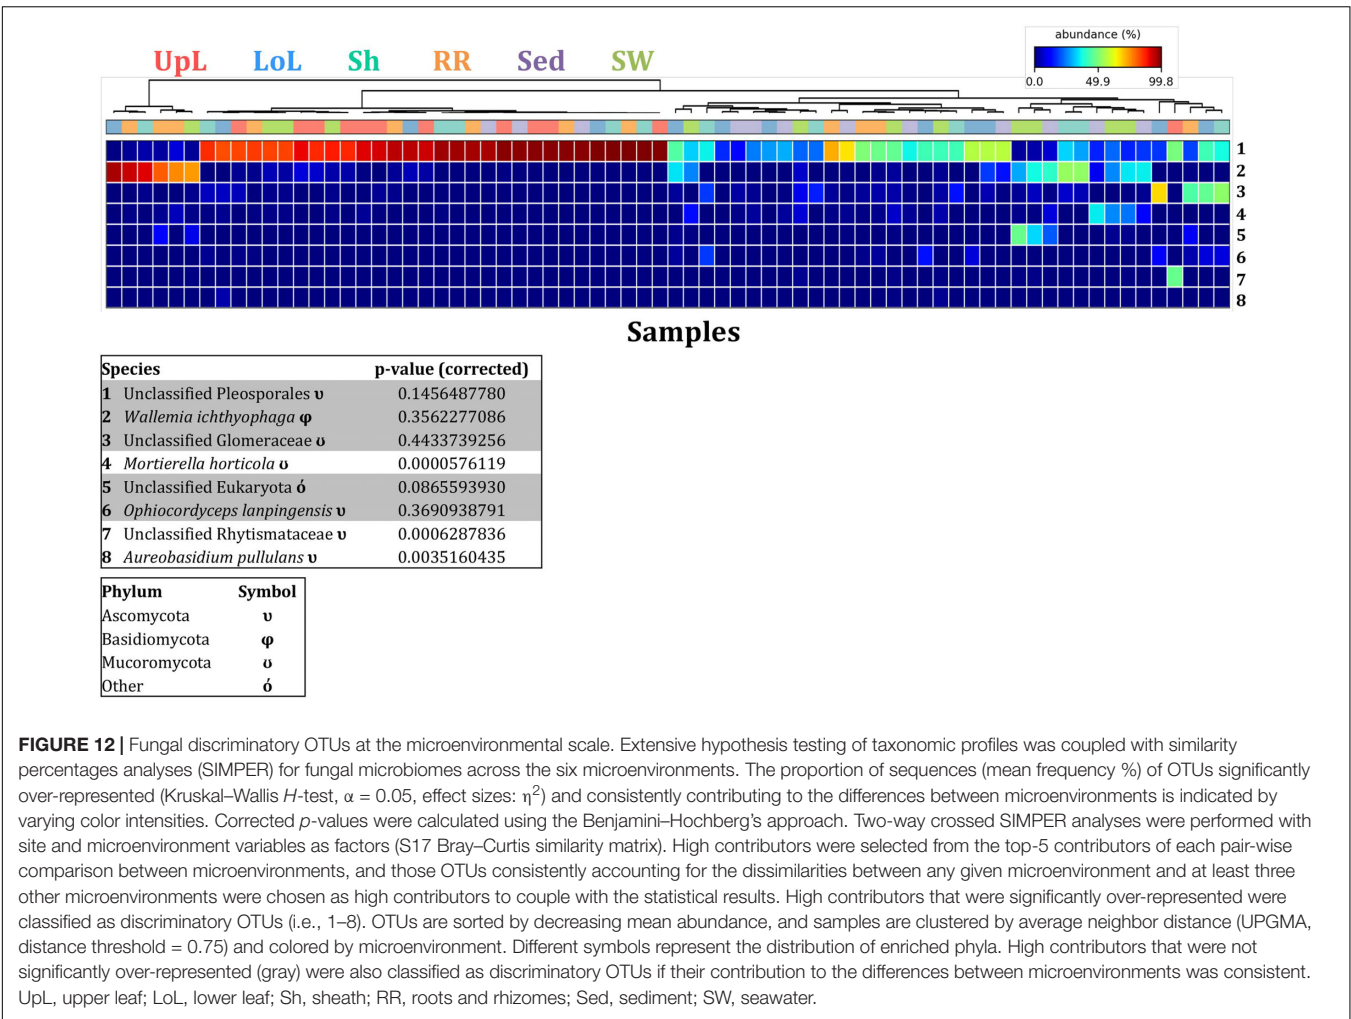 UpL LoL Sh RR Sed SW
abundance (%)
0.0 49.9 99.8
1
2
3
4
5
6
7
8
Samples
Species p-value (corrected)
1 Unclassified Pleosporales υ 0.1456487780
2 Wallemia ichthyophaga φ 0.3562277086
3 Unclassified Glomeraceae ʊ 0.4433739256
4 Mortierella horticola ʊ 0.0000576119
5 Unclassified Eukaryota ó 0.0865593930
6 Ophiocordyceps lanpingensis υ 0.3690938791
7 Unclassified Rhytismataceae υ 0.0006287836
8 Aureobasidium pullulans υ 0.0035160435
Phylum Symbol
Ascomycota υ
Basidiomycota φ
Mucoromycota ʊ
Other ó
FIGURE 12 | Fungal discriminatory OTUs at the microenvironmental scale. Extensive hypothesis testing of taxonomic profiles was coupled with similarity
percentages analyses (SIMPER) for fungal microbiomes across the six microenvironments. The proportion of sequences (mean frequency %) of OTUs significantly
over-represented (Kruskal–Wallis H-test, α = 0.05, effect sizes: η²) and consistently contributing to the differences between microenvironments is indicated by
varying color intensities. Corrected p-values were calculated using the Benjamini–Hochberg's approach. Two-way crossed SIMPER analyses were performed with
site and microenvironment variables as factors (S17 Bray–Curtis similarity matrix). High contributors were selected from the top-5 contributors of each pair-wise
comparison between microenvironments, and those OTUs consistently accounting for the dissimilarities between any given microenvironment and at least three
other microenvironments were chosen as high contributors to couple with the statistical results. High contributors that were significantly over-represented were
classified as discriminatory OTUs (i.e., 1–8). OTUs are sorted by decreasing mean abundance, and samples are clustered by average neighbor distance (UPGMA,
distance threshold = 0.75) and colored by microenvironment. Different symbols represent the distribution of enriched phyla. High contributors that were not
significantly over-represented (gray) were also classified as discriminatory OTUs if their contribution to the differences between microenvironments was consistent.
UpL, upper leaf; LoL, lower leaf; Sh, sheath; RR, roots and rhizomes; Sed, sediment; SW, seawater.